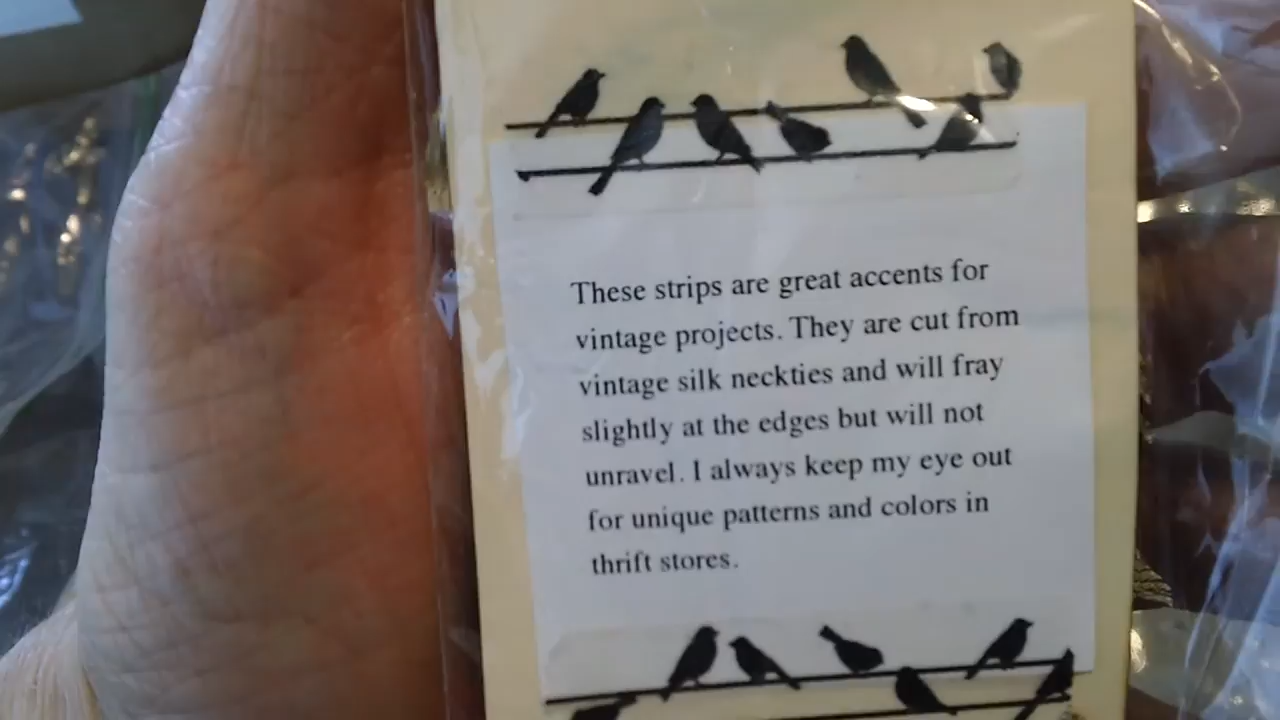 These strips are great accents for
vintage projects. They are cut from
vintage silk neckties and will fray
slightly at the edges but will not
unravel. I always keep my eye out
for unique patterns and colors in
thrift stores.